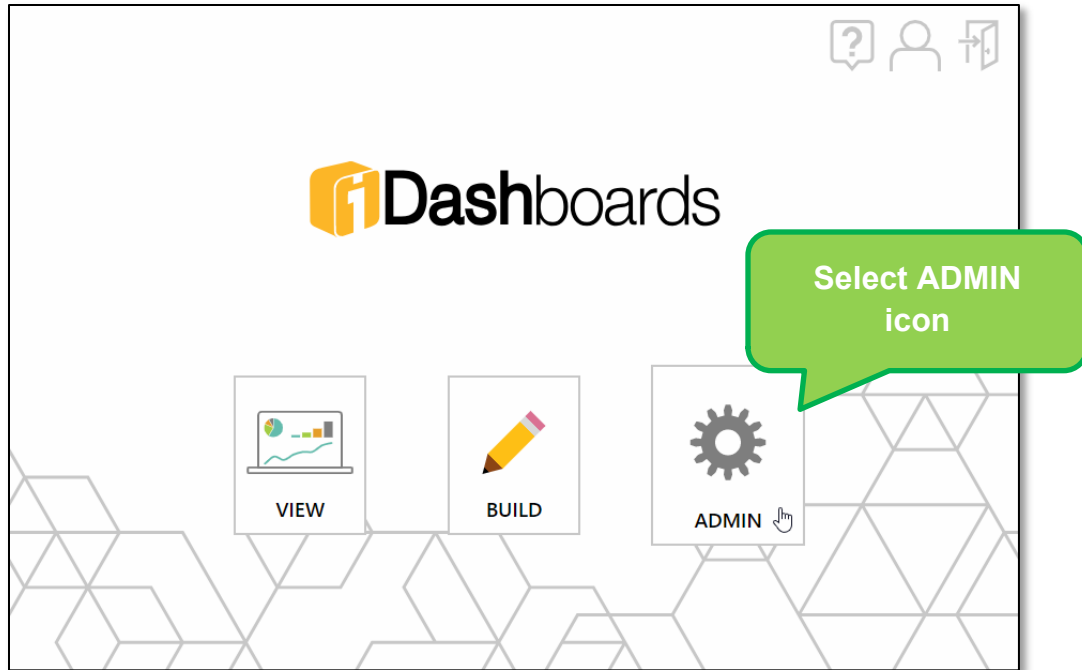 iDashboards
Select ADMIN
icon
VIEW
BUILD
ADMIN